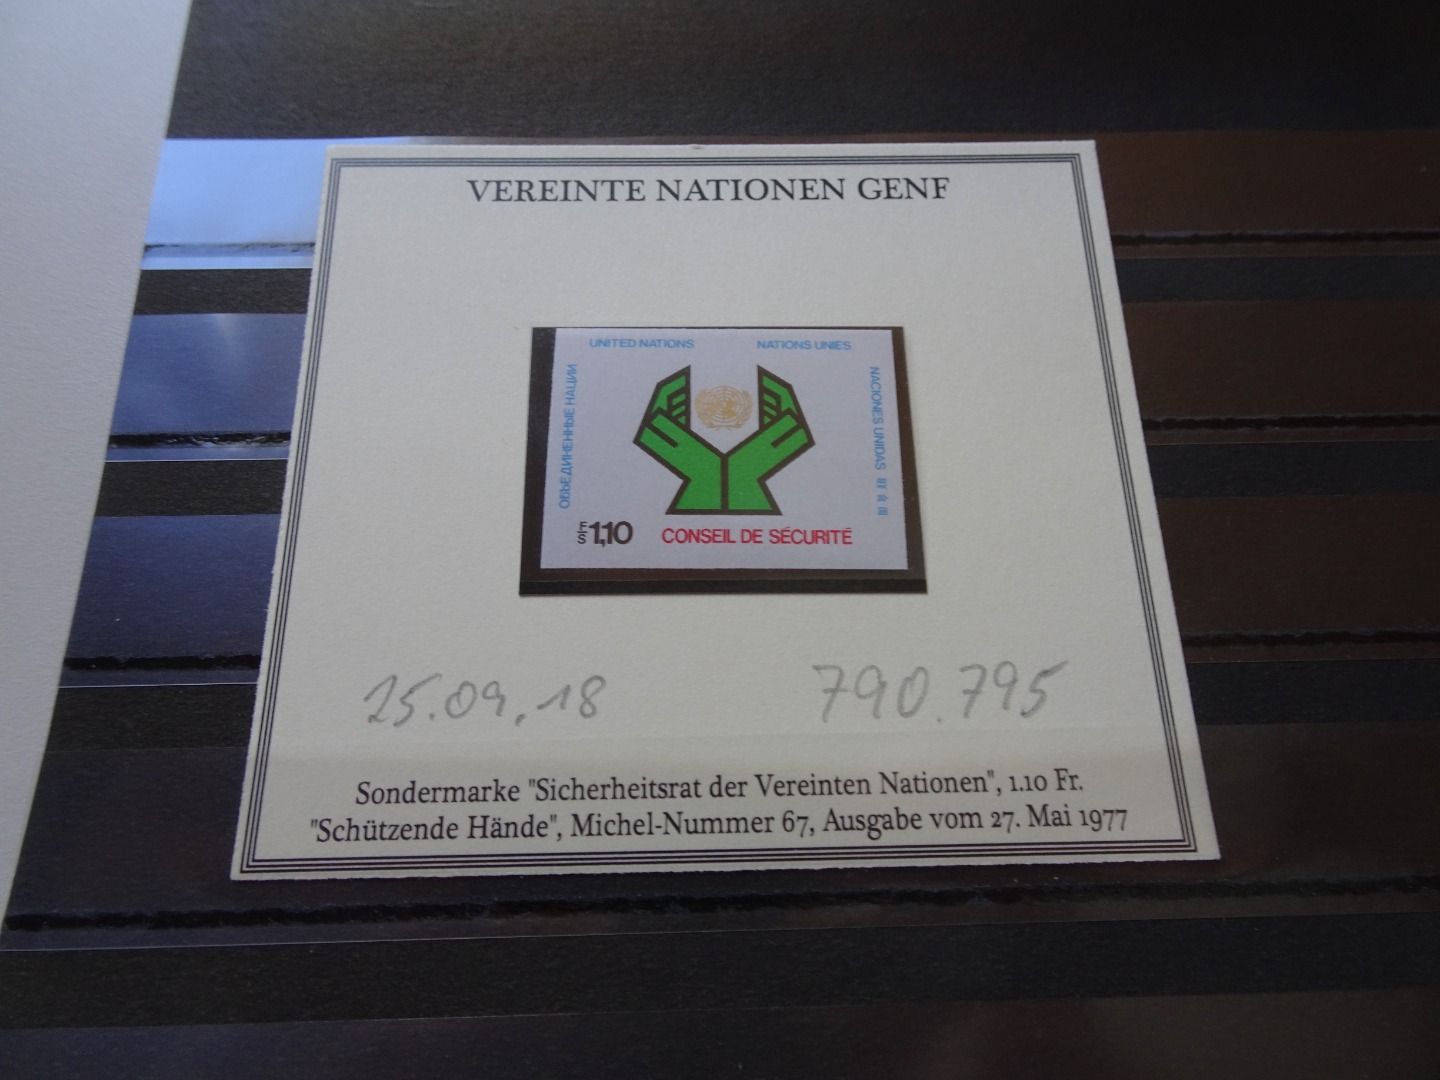 VEREINTE NATIONEN GENF
UNITED NATIONS NATIONS UNIES
ОБЪЕДИНЕННЫЕ НАЦИИ
NACIONES UNIDAS
F/S 1,10 CONSEIL DE SÉCURITÉ
25.09.18 790.795
Sondermarke "Sicherheitsrat der Vereinten Nationen", 1.10 Fr.
"Schützende Hände", Michel-Nummer 67, Ausgabe vom 27. Mai 1977